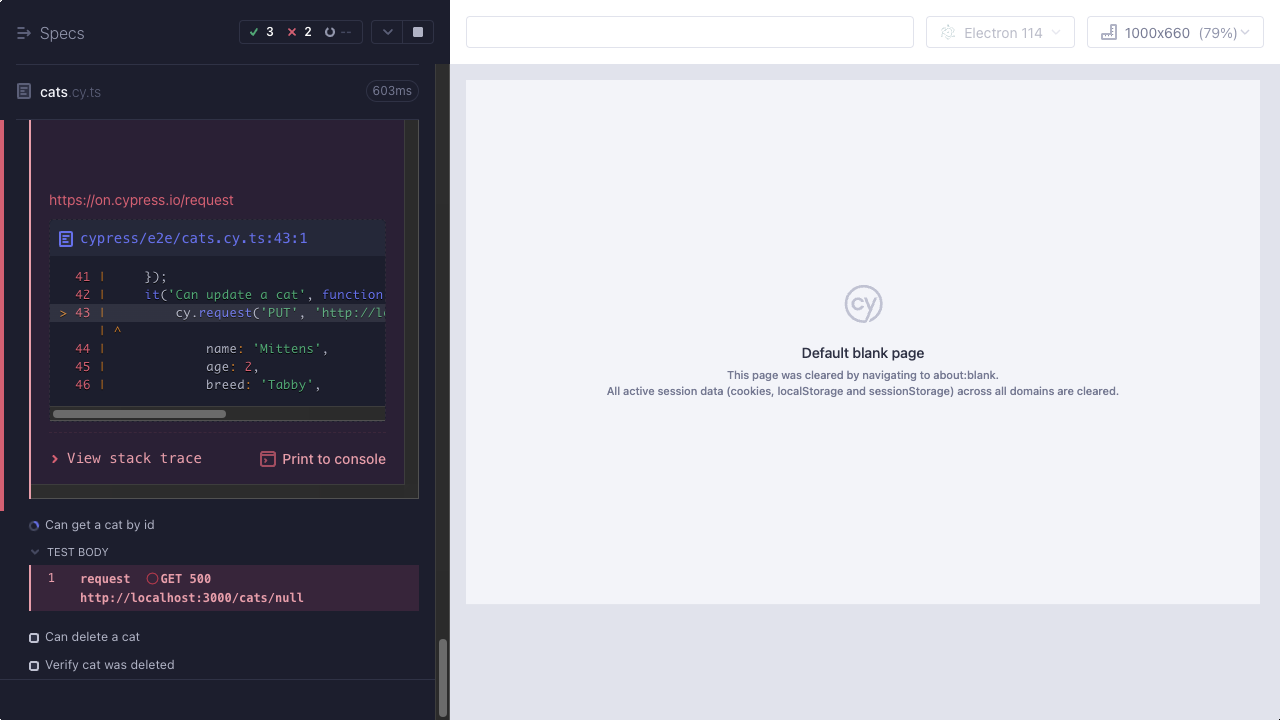 Specs
3 2 --
Electron 114
1000x660 (79%)
cats.cy.ts
603ms
https://on.cypress.io/request
cypress/e2e/cats.cy.ts:43:1
41 | });
42 | it('Can update a cat', function
> 43 | cy.request('PUT', 'http://lo
| ^
44 | name: 'Mittens',
45 | age: 2,
46 | breed: 'Tabby',
View stack trace
Print to console
Can get a cat by id
TEST BODY
1 request GET 500
http://localhost:3000/cats/null
Can delete a cat
Verify cat was deleted
cy
Default blank page
This page was cleared by navigating to about:blank.
All active session data (cookies, localStorage and sessionStorage) across all domains are cleared.